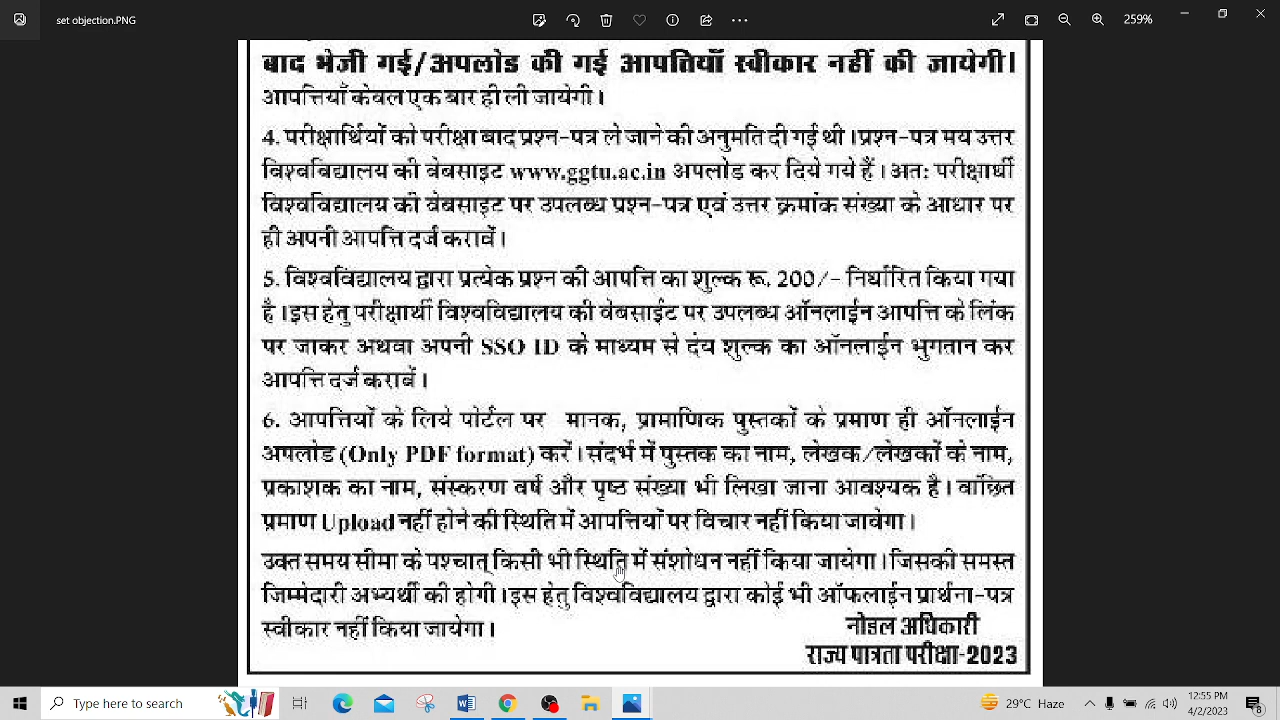 set objection.PNG
259%
बाद भेजी गई/अपलोड की गई आपतियाँ स्वीकार नहीं की जायेगी।
आपत्तियाँ केवल एक बार ही ली जायेगी।
4. परीक्षार्थियों को परीक्षा बाद प्रश्न-पत्र ले जाने की अनुमति दी गई थी। प्रश्न-पत्र मय उत्तर
विश्वविद्यालय की वेबसाइट www.ggtu.ac.in अपलोड कर दिये गये हैं। अत: परीक्षार्थी
विश्वविद्यालय की वेबसाइट पर उपलब्ध प्रश्न-पत्र एवं उत्तर क्रमांक संख्या के आधार पर
ही अपनी आपत्ति दर्ज करावें।
5. विश्वविद्यालय द्वारा प्रत्येक प्रश्न की आपत्ति का शुल्क रू. 200/- निर्धारित किया गया
है। इस हेतु परीक्षार्थी विश्वविद्यालय की वेबसाईट पर उपलब्ध ऑनलाईन आपत्ति के लिंक
पर जाकर अथवा अपनी SSO ID के माध्यम से देय शुल्क का ऑनलाईन भुगतान कर
आपत्ति दर्ज करावें।
6. आपत्तियों के लिये पोर्टल पर मानक, प्रामाणिक पुस्तकों के प्रमाण ही ऑनलाईन
अपलोड (Only PDF format) करें। संदर्भ में पुस्तक का नाम, लेखक/लेखकों के नाम,
प्रकाशक का नाम, संस्करण वर्ष और पृष्ठ संख्या भी लिखा जाना आवश्यक है। वांछित
प्रमाण Upload नहीं होने की स्थिति में आपत्तियों पर विचार नहीं किया जावेगा।
उक्त समय सीमा के पश्चात् किसी भी स्थिति में संशोधन नहीं किया जायेगा। जिसकी समस्त
जिम्मेदारी अभ्यर्थी की होगी। इस हेतु विश्वविद्यालय द्वारा कोई भी ऑफलाईन प्रार्थना-पत्र
स्वीकार नहीं किया जायेगा।
नोडल अधिकारी
राज्य पात्रता परीक्षा-2023
Type here to search
29°C Haze
12:55 PM
4/2/2023
8